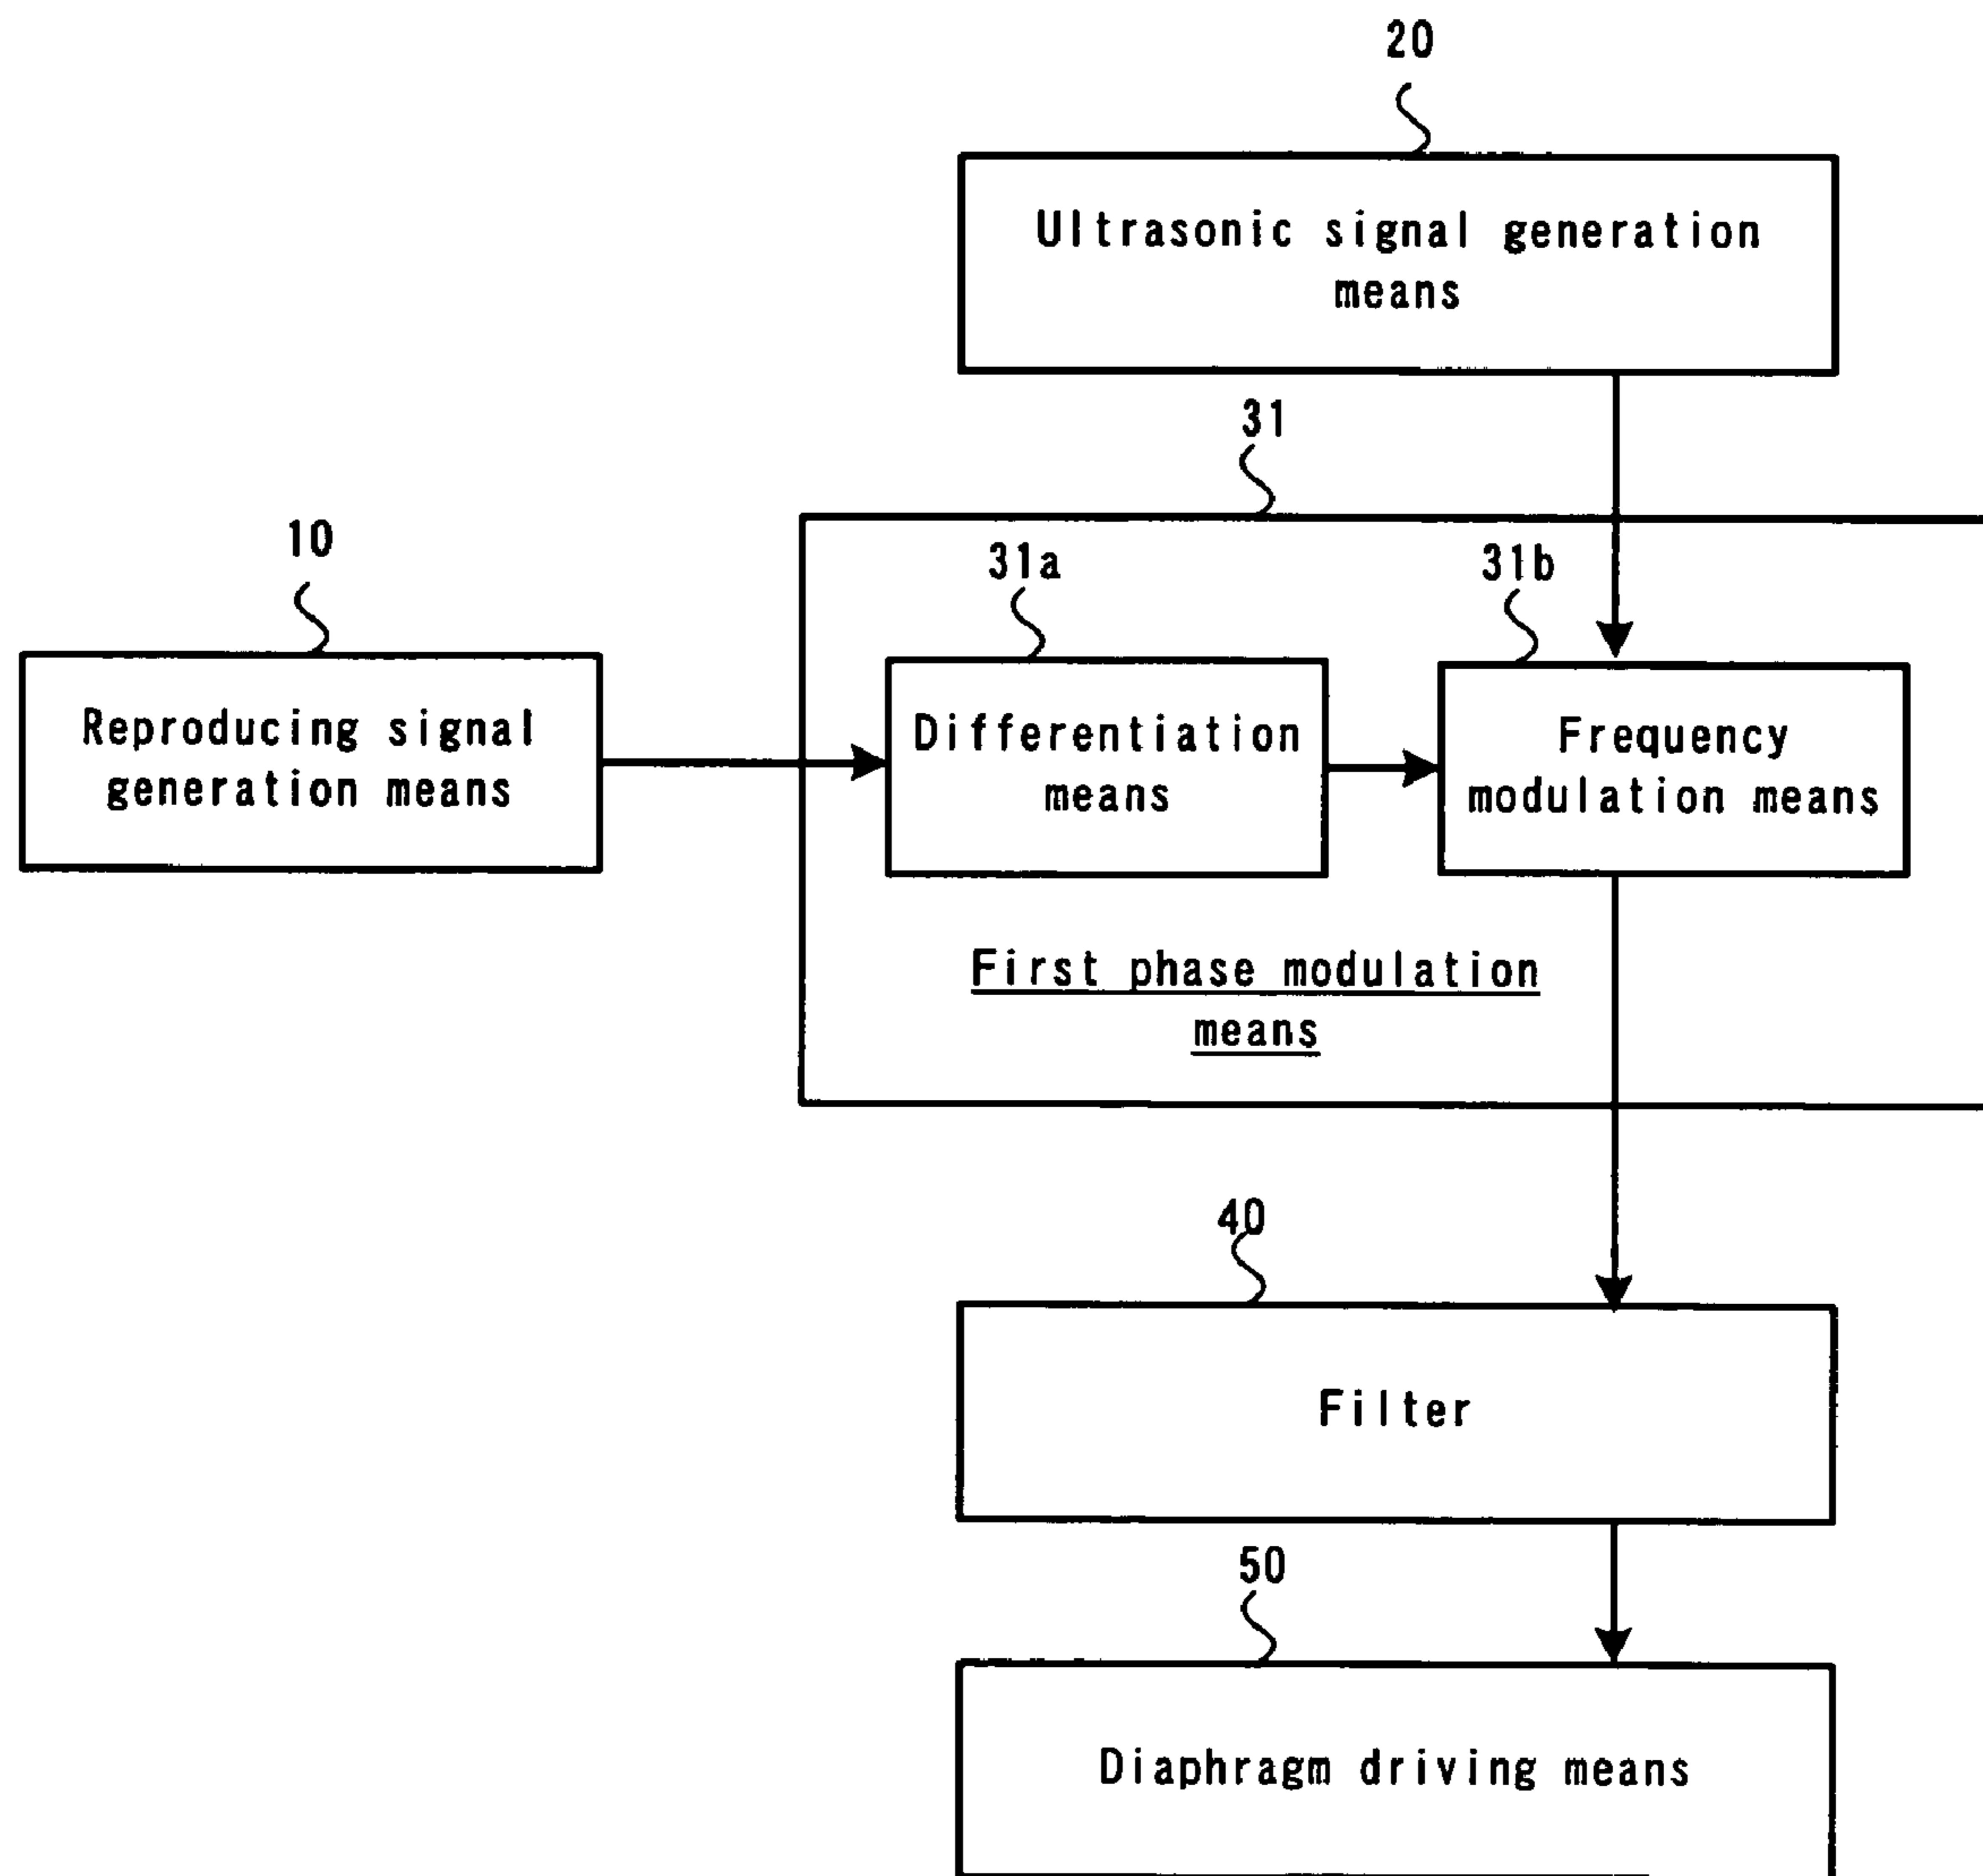 20
Ultrasonic signal generation
means
31
10
31a
31b
Reproducing signal
generation means
Differentiation
means
Frequency
modulation means
First phase modulation
means
40
Filter
50
Diaphragm driving means